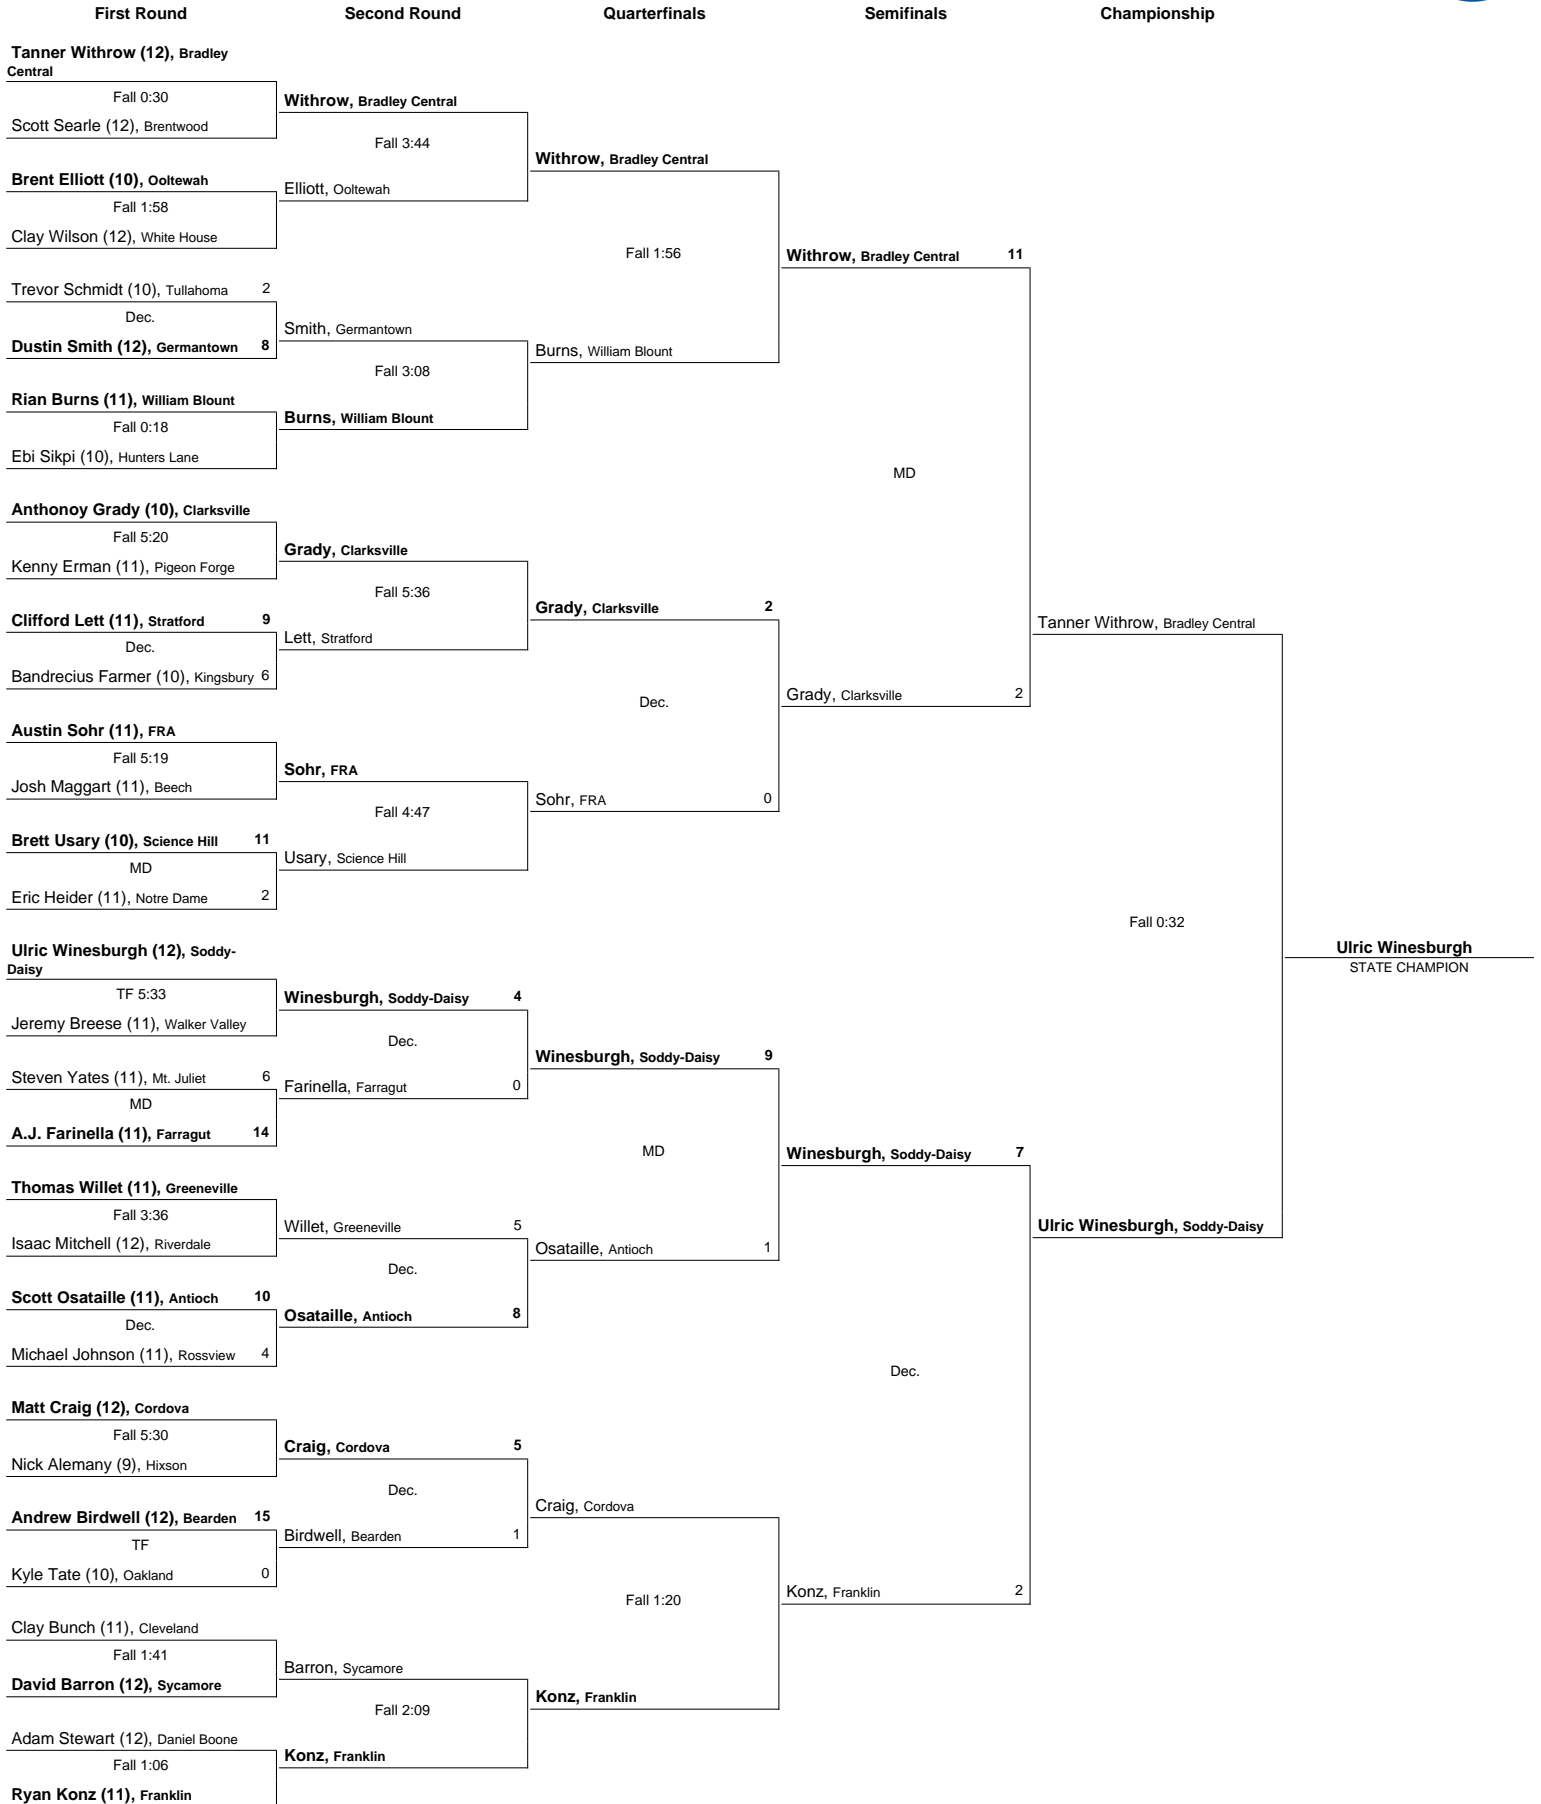 First Round
Second Round
Quarterfinals
Semifinals
Championship
Tanner Withrow (12), Bradley
Central
Fall 0:30
Scott Searle (12), Brentwood
Brent Elliott (10), Ooltewah
Fall 1:58
Clay Wilson (12), White House
Trevor Schmidt (10), Tullahoma 2
Dec.
Dustin Smith (12), Germantown 8
Rian Burns (11), William Blount
Fall 0:18
Ebi Sikpi (10), Hunters Lane
Anthonoy Grady (10), Clarksville
Fall 5:20
Kenny Erman (11), Pigeon Forge
Clifford Lett (11), Stratford 9
Dec.
Bandrecius Farmer (10), Kingsbury 6
Austin Sohr (11), FRA
Fall 5:19
Josh Maggart (11), Beech
Brett Usary (10), Science Hill 11
MD
Eric Heider (11), Notre Dame 2
Ulric Winesburgh (12), Soddy-
Daisy
TF 5:33
Jeremy Breese (11), Walker Valley
Steven Yates (11), Mt. Juliet 6
MD
A.J. Farinella (11), Farragut 14
Thomas Willet (11), Greeneville
Fall 3:36
Isaac Mitchell (12), Riverdale
Scott Osataille (11), Antioch 10
Dec.
Michael Johnson (11), Rossview 4
Matt Craig (12), Cordova
Fall 5:30
Nick Alemany (9), Hixson
Andrew Birdwell (12), Bearden 15
TF
Kyle Tate (10), Oakland 0
Clay Bunch (11), Cleveland
Fall 1:41
David Barron (12), Sycamore
Adam Stewart (12), Daniel Boone
Fall 1:06
Ryan Konz (11), Franklin
Withrow, Bradley Central
Fall 3:44
Elliott, Ooltewah
Smith, Germantown
Fall 3:08
Burns, William Blount
Grady, Clarksville
Fall 5:36
Lett, Stratford
Sohr, FRA
Fall 4:47
Usary, Science Hill
Winesburgh, Soddy-Daisy 4
Dec.
Farinella, Farragut 0
Willet, Greeneville 5
Dec.
Osataille, Antioch 8
Craig, Cordova 5
Dec.
Birdwell, Bearden 1
Barron, Sycamore
Fall 2:09
Konz, Franklin
Withrow, Bradley Central
Fall 1:56
Burns, William Blount
Grady, Clarksville 2
Dec.
Sohr, FRA 0
Winesburgh, Soddy-Daisy 9
MD
Osataille, Antioch 1
Craig, Cordova
Fall 1:20
Konz, Franklin
Withrow, Bradley Central 11
MD
Grady, Clarksville 2
Winesburgh, Soddy-Daisy 7
Dec.
Konz, Franklin 2
Tanner Withrow, Bradley Central
Fall 0:32
Ulric Winesburgh, Soddy-Daisy
Ulric Winesburgh
STATE CHAMPION